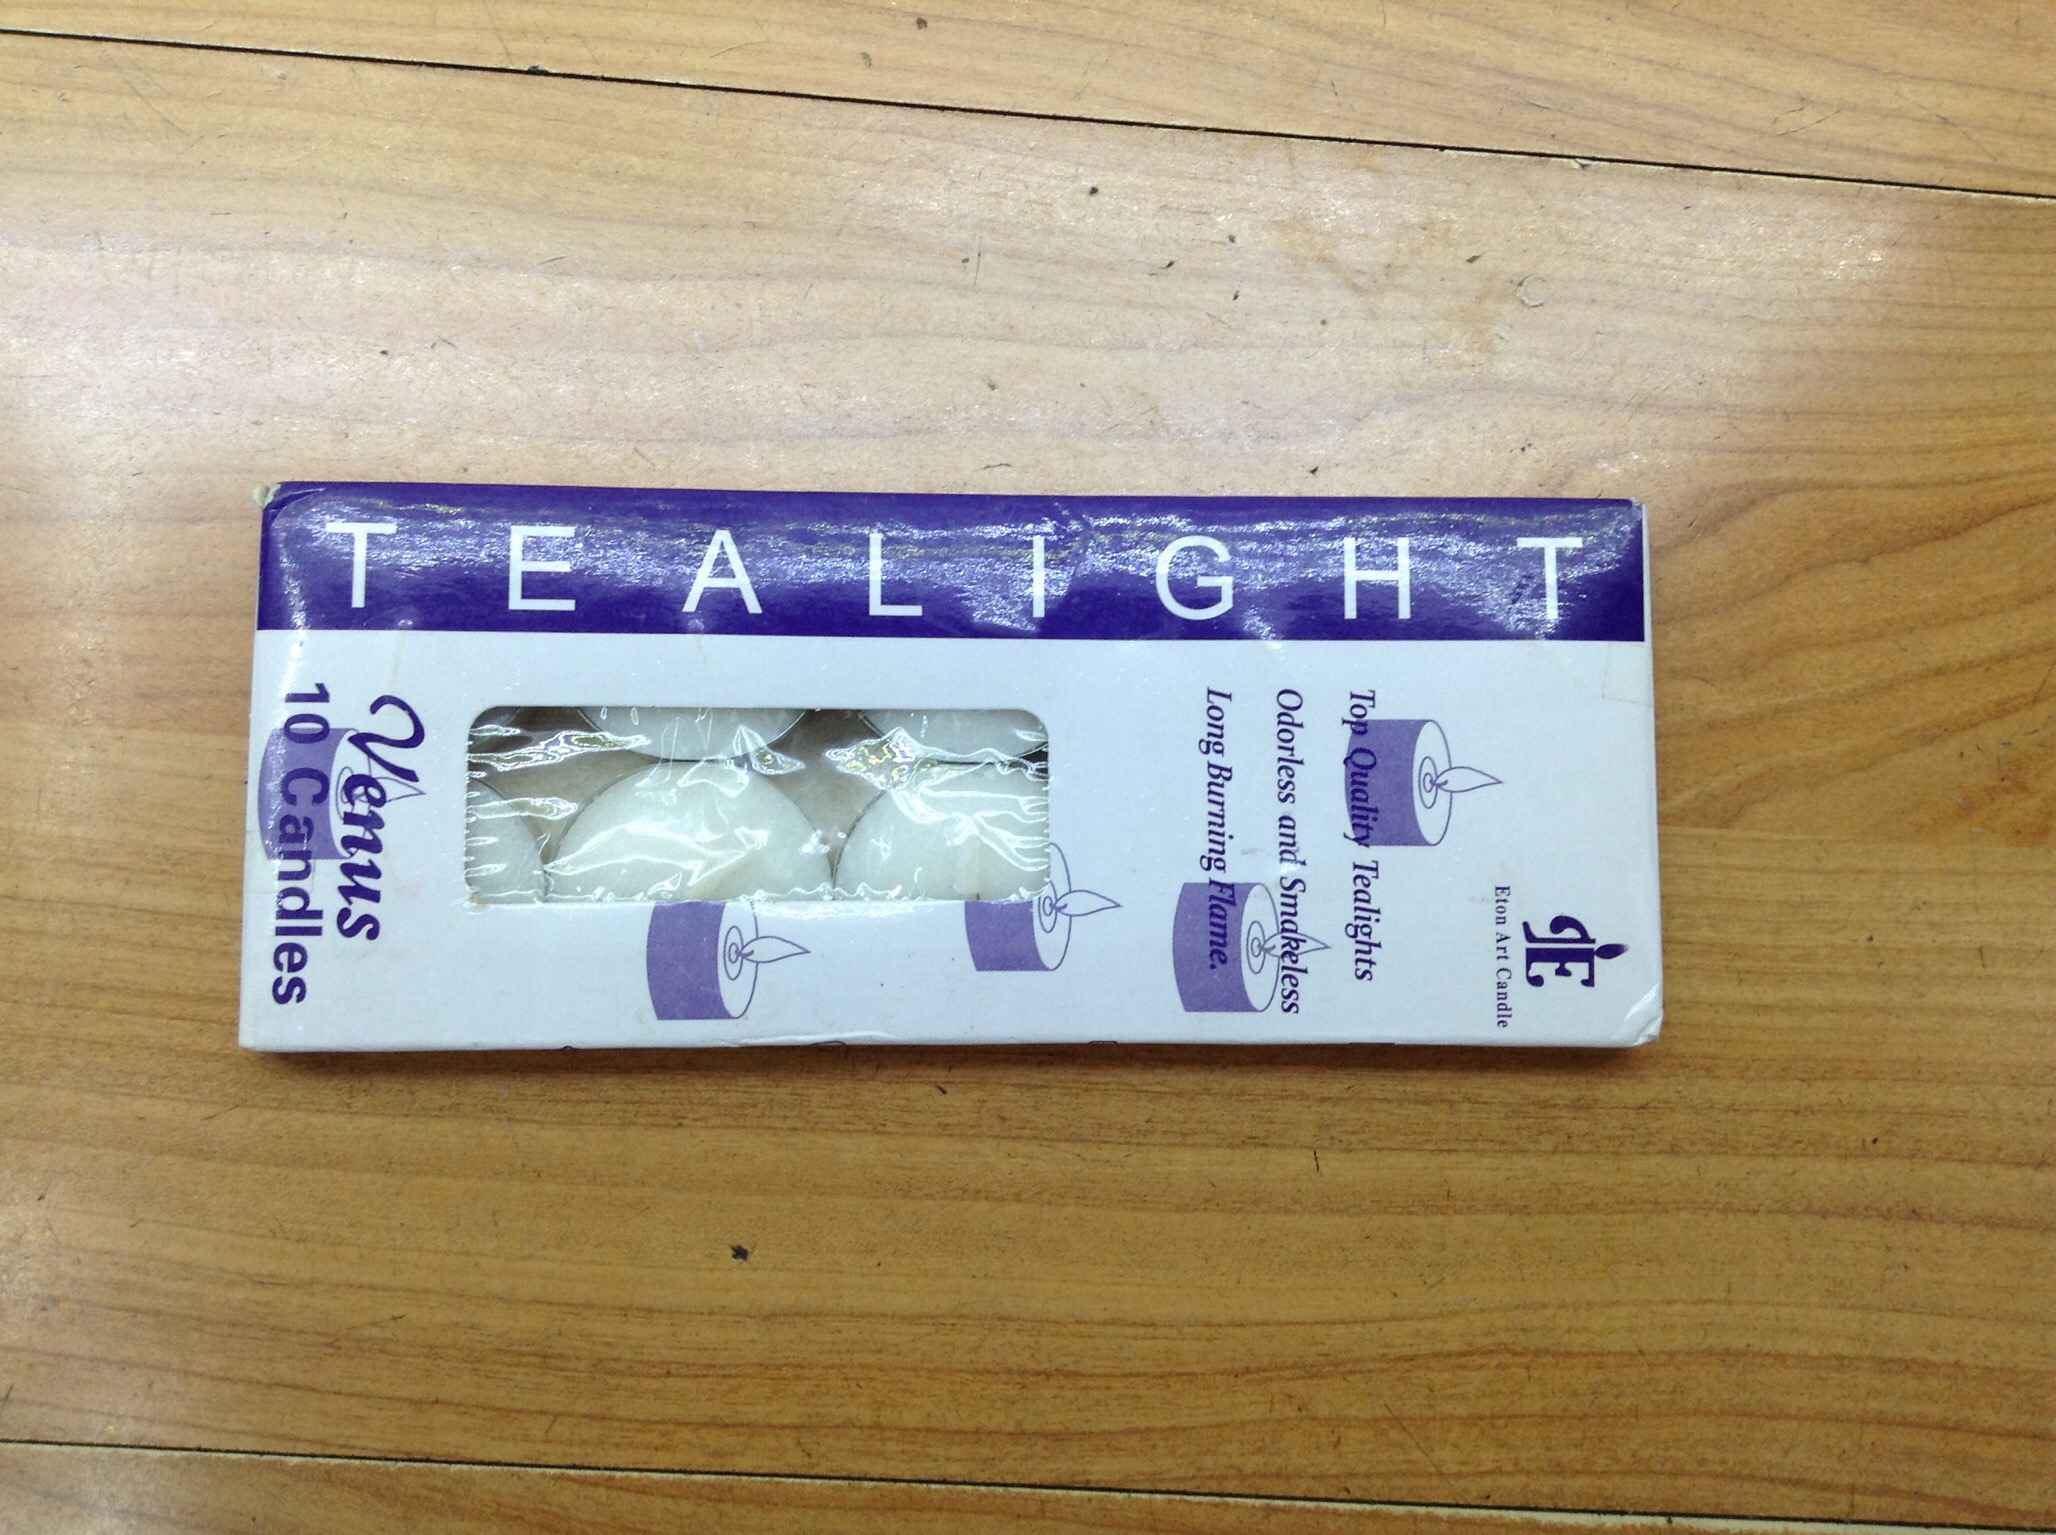 TEALIGHT
Eton Art Candle
Top Quality Tealights
Odorless and Smokeless
Long Burning Flame.
Venus
10 Candles